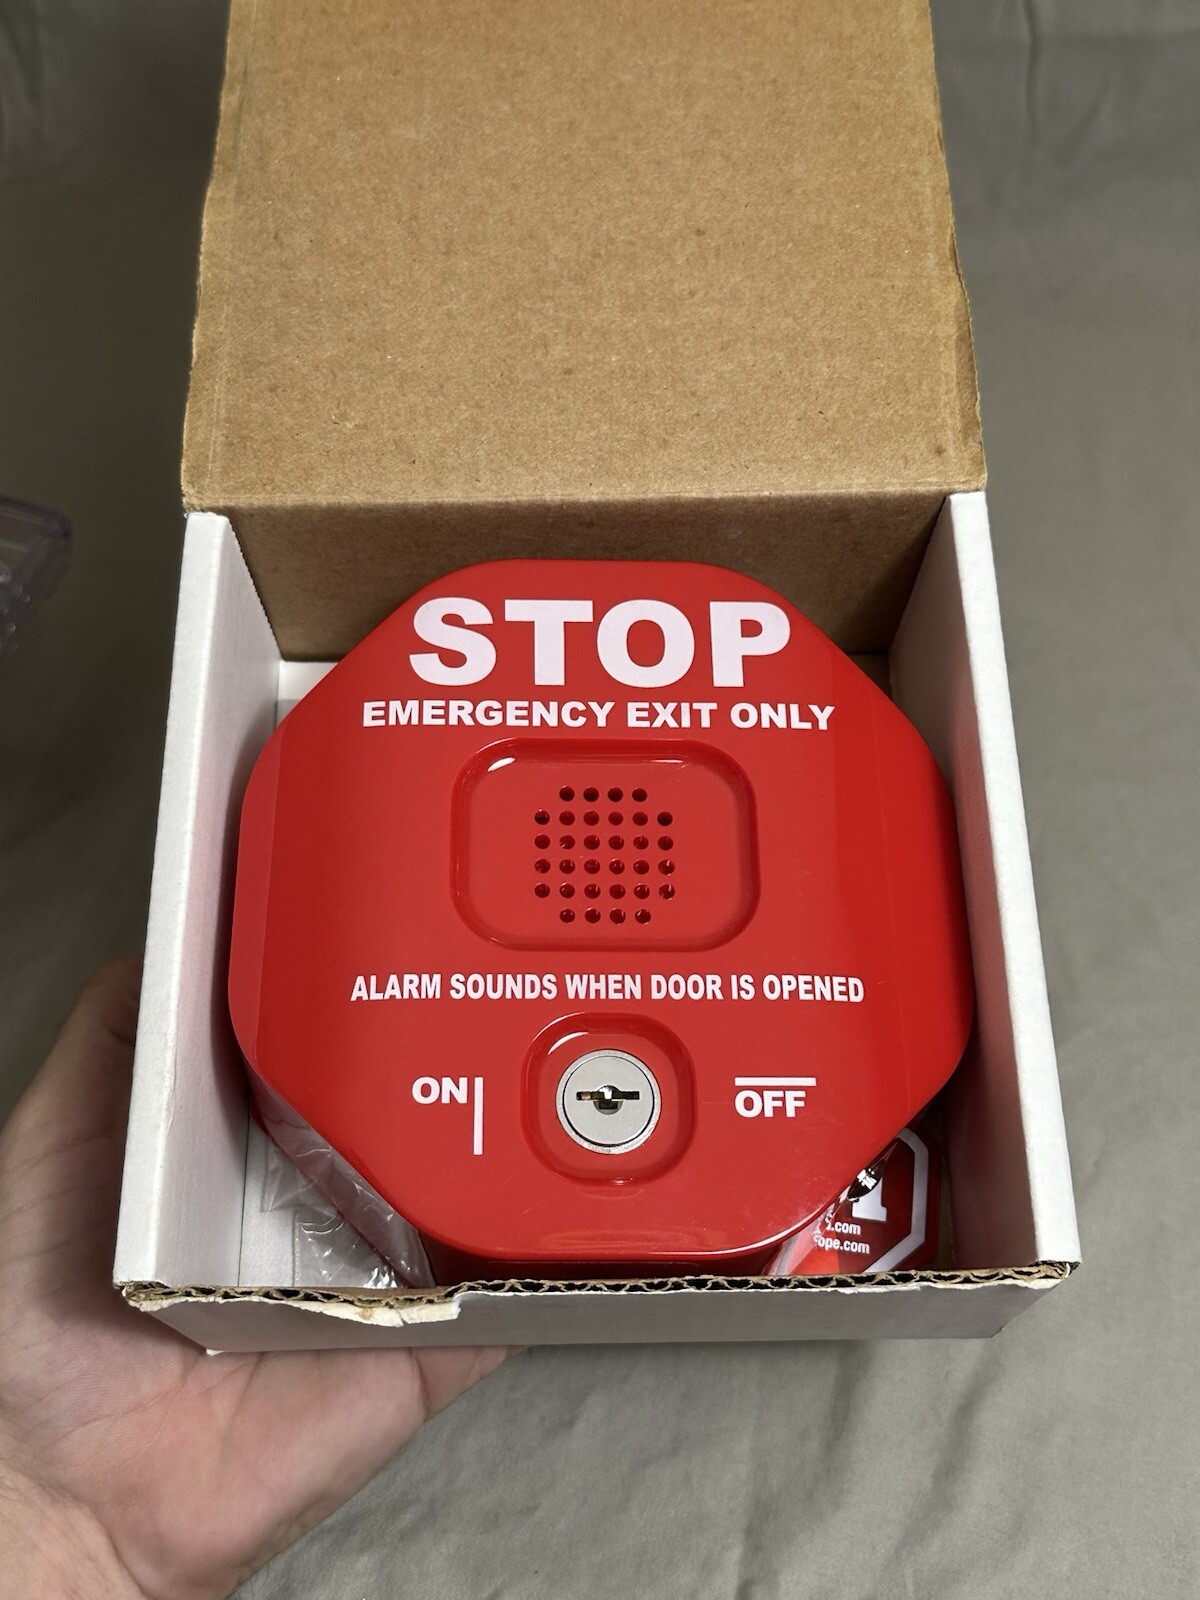 STOP
EMERGENCY EXIT ONLY
ALARM SOUNDS WHEN DOOR IS OPENED
ON
OFF